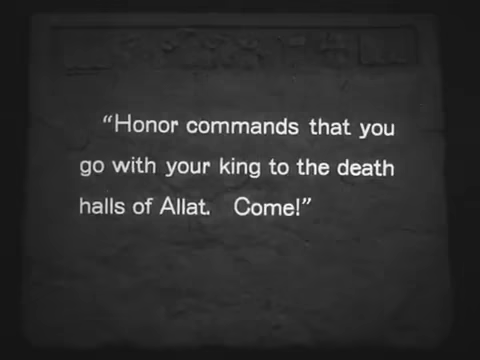 “Honor commands that you
go with your king to the death
halls of Allat. Come!”